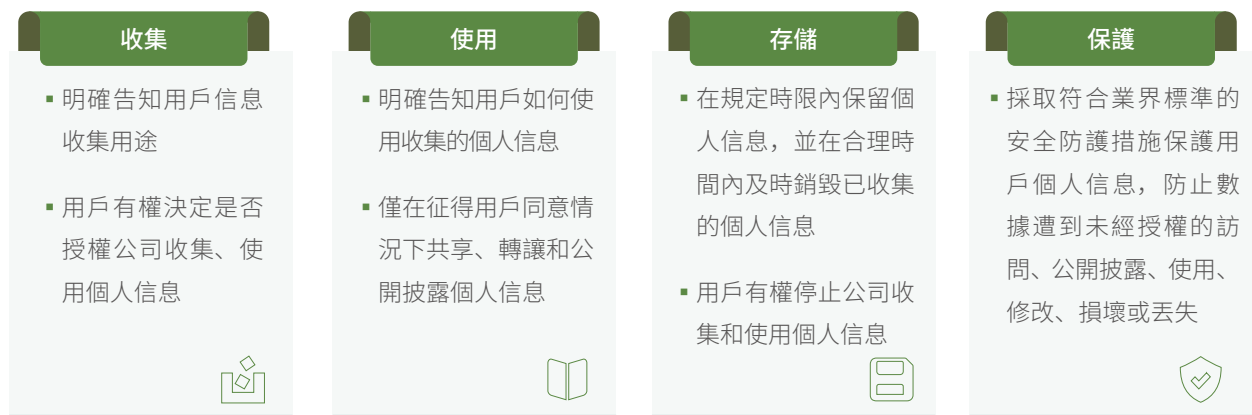 收集
▪ 明確告知用戶信息
收集用途
▪ 用戶有權決定是否
授權公司收集、使
用個人信息
使用
▪ 明確告知用戶如何使
用收集的個人信息
▪ 僅在征得用戶同意情
況下共享、轉讓和公
開披露個人信息
存儲
▪ 在規定時限內保留個
人信息，並在合理時
間內及時銷毀已收集
的個人信息
▪ 用戶有權停止公司收
集和使用個人信息
保護
▪ 採取符合業界標準的
安全防護措施保護用
戶個人信息，防止數
據遭到未經授權的訪
問、公開披露、使用、
修改、損壞或丟失